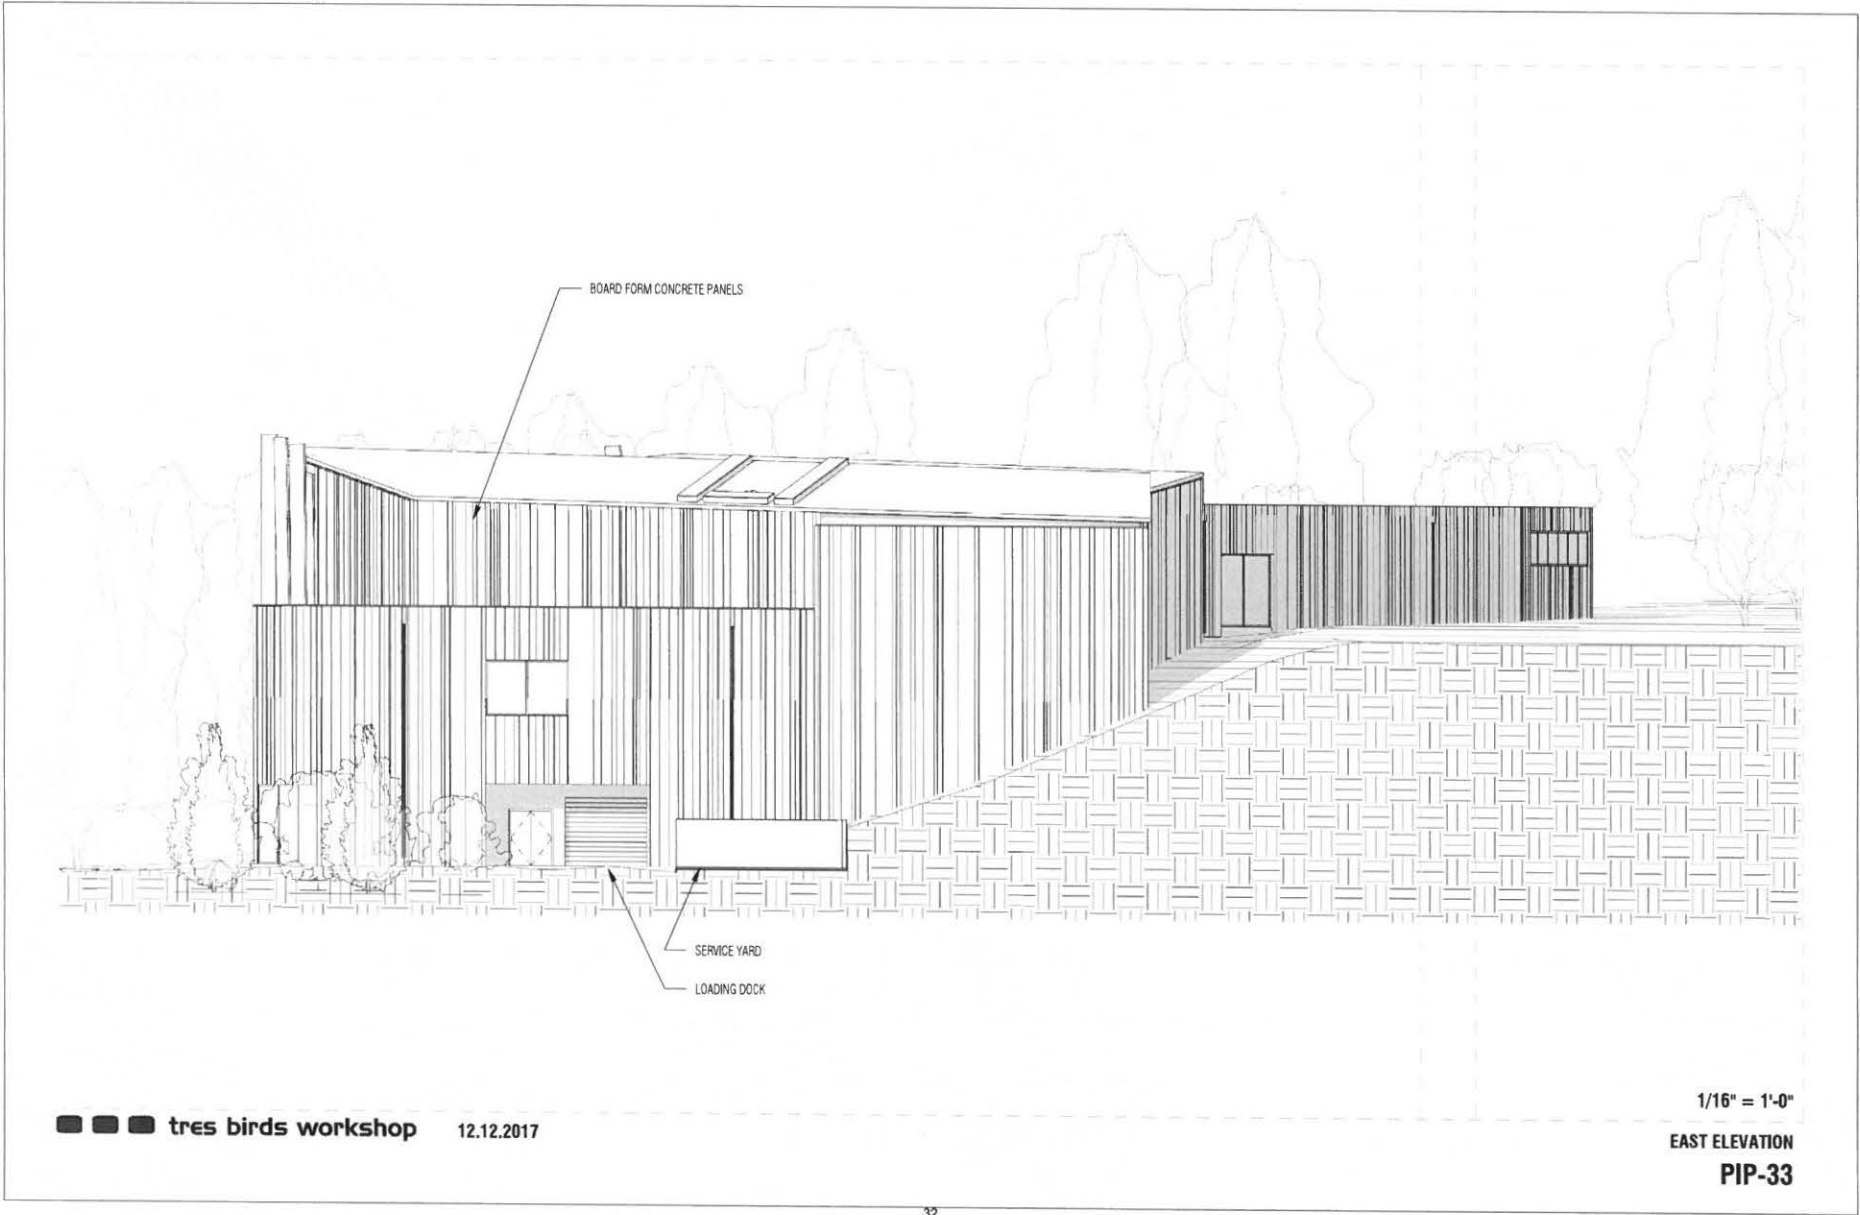 BOARD FORM CONCRETE PANELS
SERVICE YARD
LOADING DOCK
tres birds workshop 12.12.2017
1/16" = 1'-0"
EAST ELEVATION
PIP-33
32